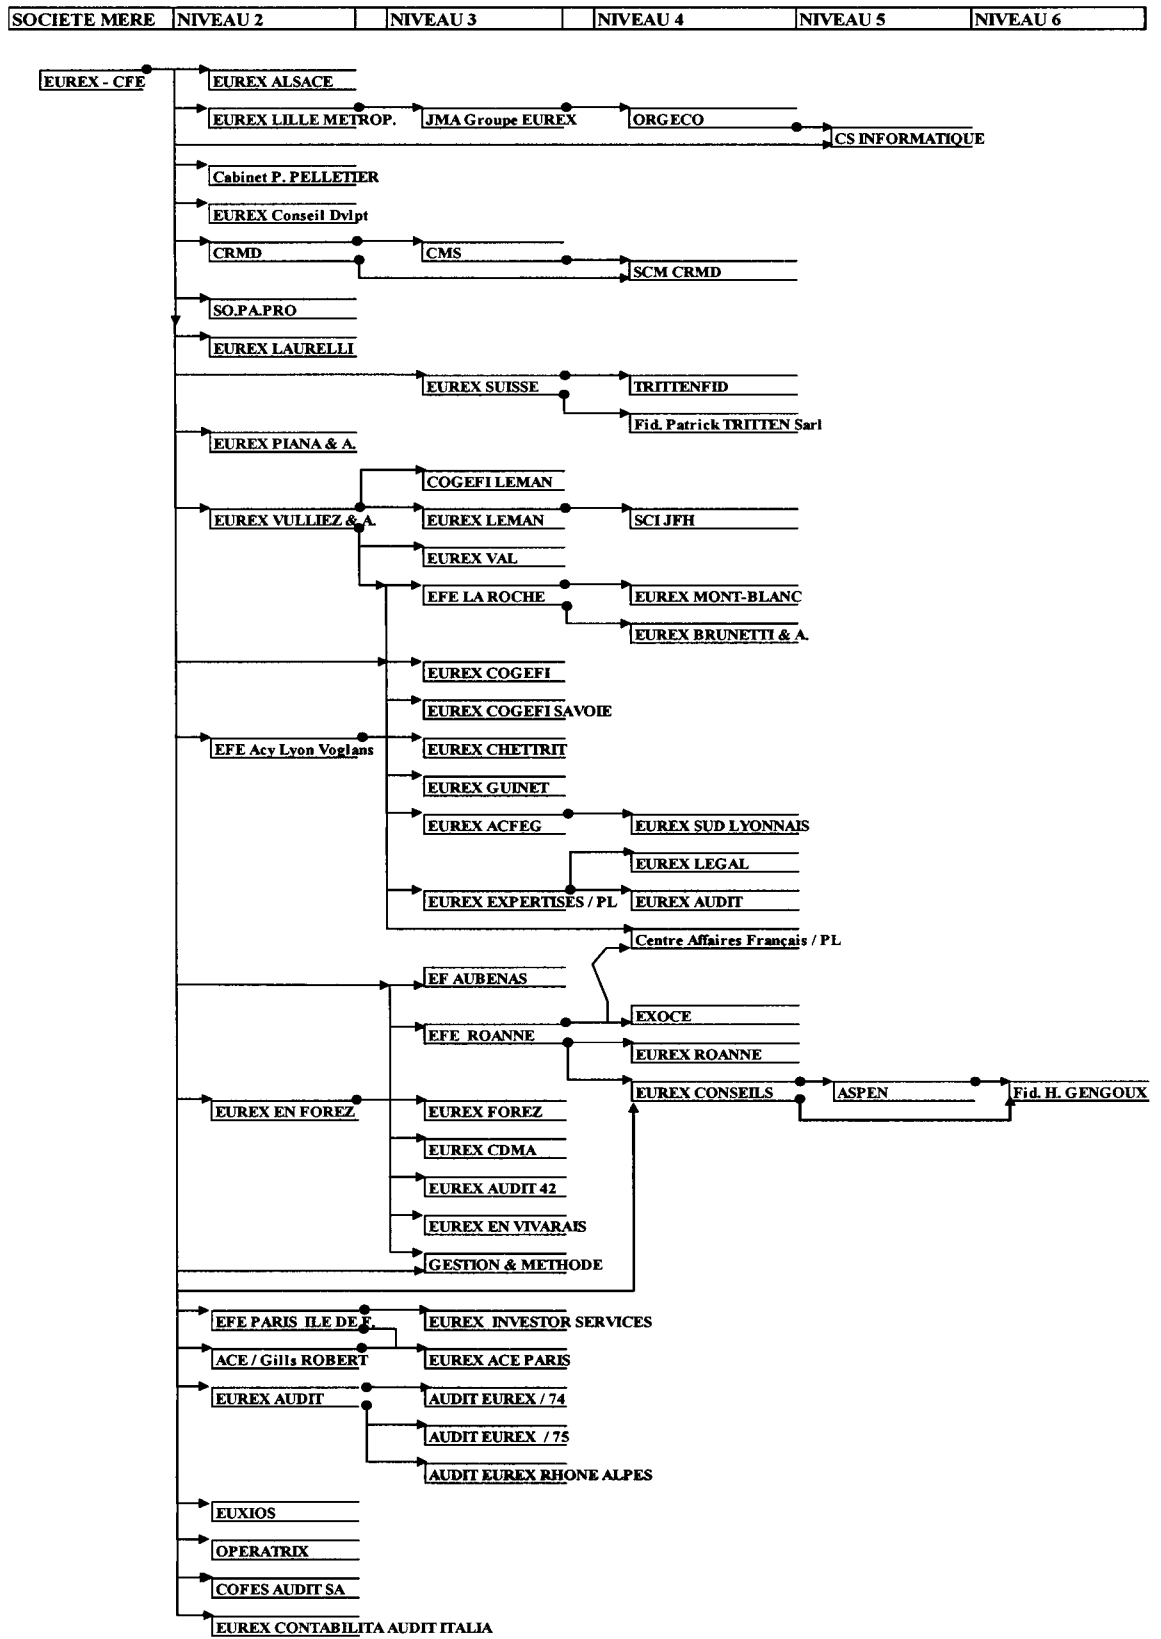 SOCIETE MERE NIVEAU 2 NIVEAU 3 NIVEAU 4 NIVEAU 5 NIVEAU 6
EUREX - CFE EUREX ALSACE
EUREX LILLE METROP. JMA Groupe EUREX ORGECO
CS INFORMATIQUE
Cabinet P. PELLETIER
EUREX Conseil Dvlpt
CRMD CMS
SCM CRMD
SO.PA.PRO
EUREX LAURELLI
EUREX SUISSE TRITTENFID
Fid. Patrick TRITTEN Sarl
EUREX PIANA & A.
COGEFI LEMAN
EUREX VULLIEZ & A. EUREX LEMAN SCI JFH
EUREX VAL
EFE LA ROCHE EUREX MONT-BLANC
EUREX BRUNETTI & A.
EUREX COGEFI
EUREX COGEFI SAVOIE
EFE Acy Lyon Voglans EUREX CHETTRIT
EUREX GUINET
EUREX ACFEG EUREX SUD LYONNAIS
EUREX LEGAL
EUREX EXPERTISES / PL EUREX AUDIT
Centre Affaires Français / PL
EF AUBENAS
EXOCE
EFE ROANNE
EUREX ROANNE
EUREX CONSEILS ASPEN Fid. H. GENGOUX
EUREX EN FOREZ EUREX FOREZ
EUREX CDMA
EUREX AUDIT 42
EUREX EN VIVARAIS
GESTION & METHODE
EFE PARIS ILE DE F. EUREX INVESTOR SERVICES
ACE / Gills ROBERT EUREX ACE PARIS
EUREX AUDIT AUDIT EUREX / 74
AUDIT EUREX / 75
AUDIT EUREX RHONE ALPES
EUXIOS
OPERATRIX
COFES AUDIT SA
EUREX CONTABILITA AUDIT ITALIA